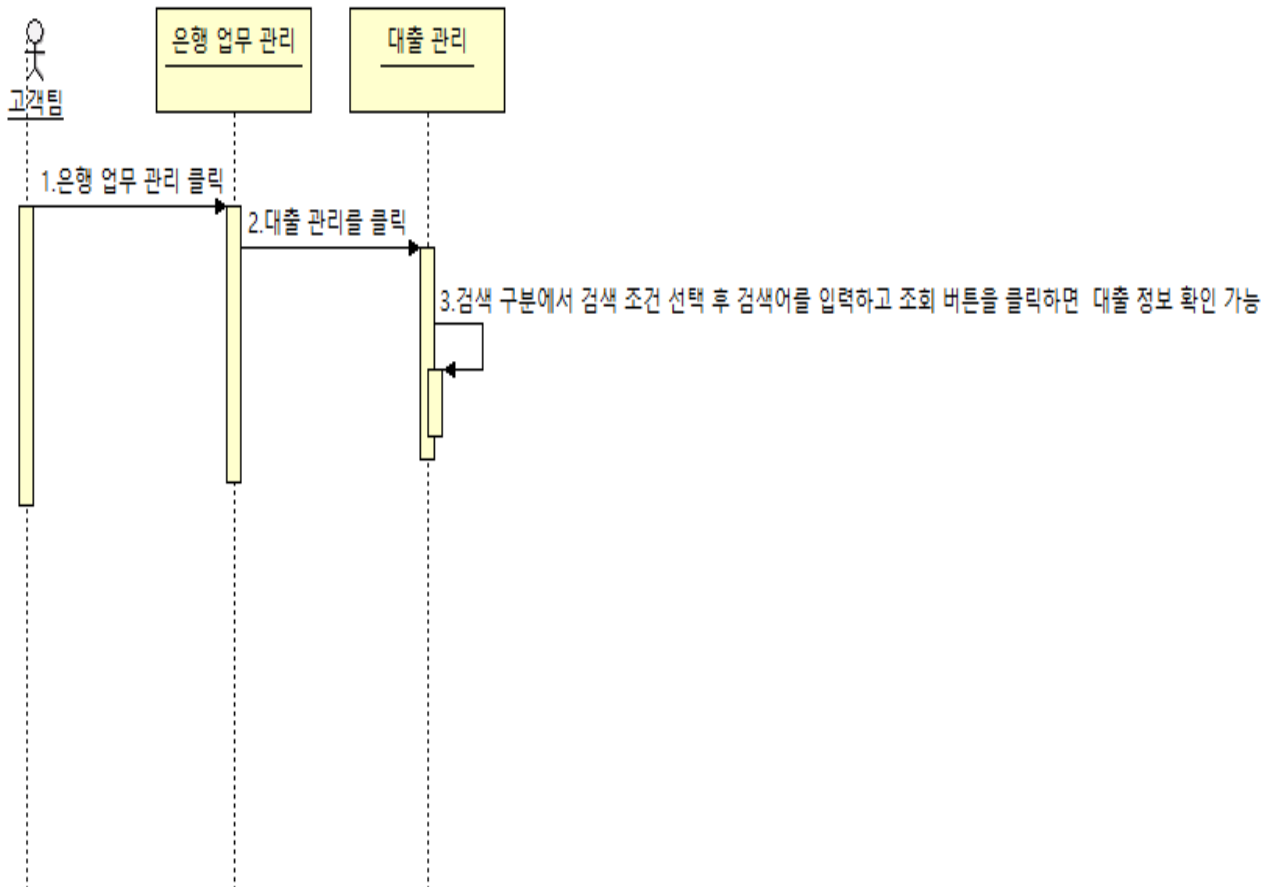 은행 업무 관리
대출 관리
고객팀
1.은행 업무 관리 클릭
2.대출 관리를 클릭
3.검색 구분에서 검색 조건 선택 후 검색어를 입력하고 조회 버튼을 클릭하면 대출 정보 확인 가능